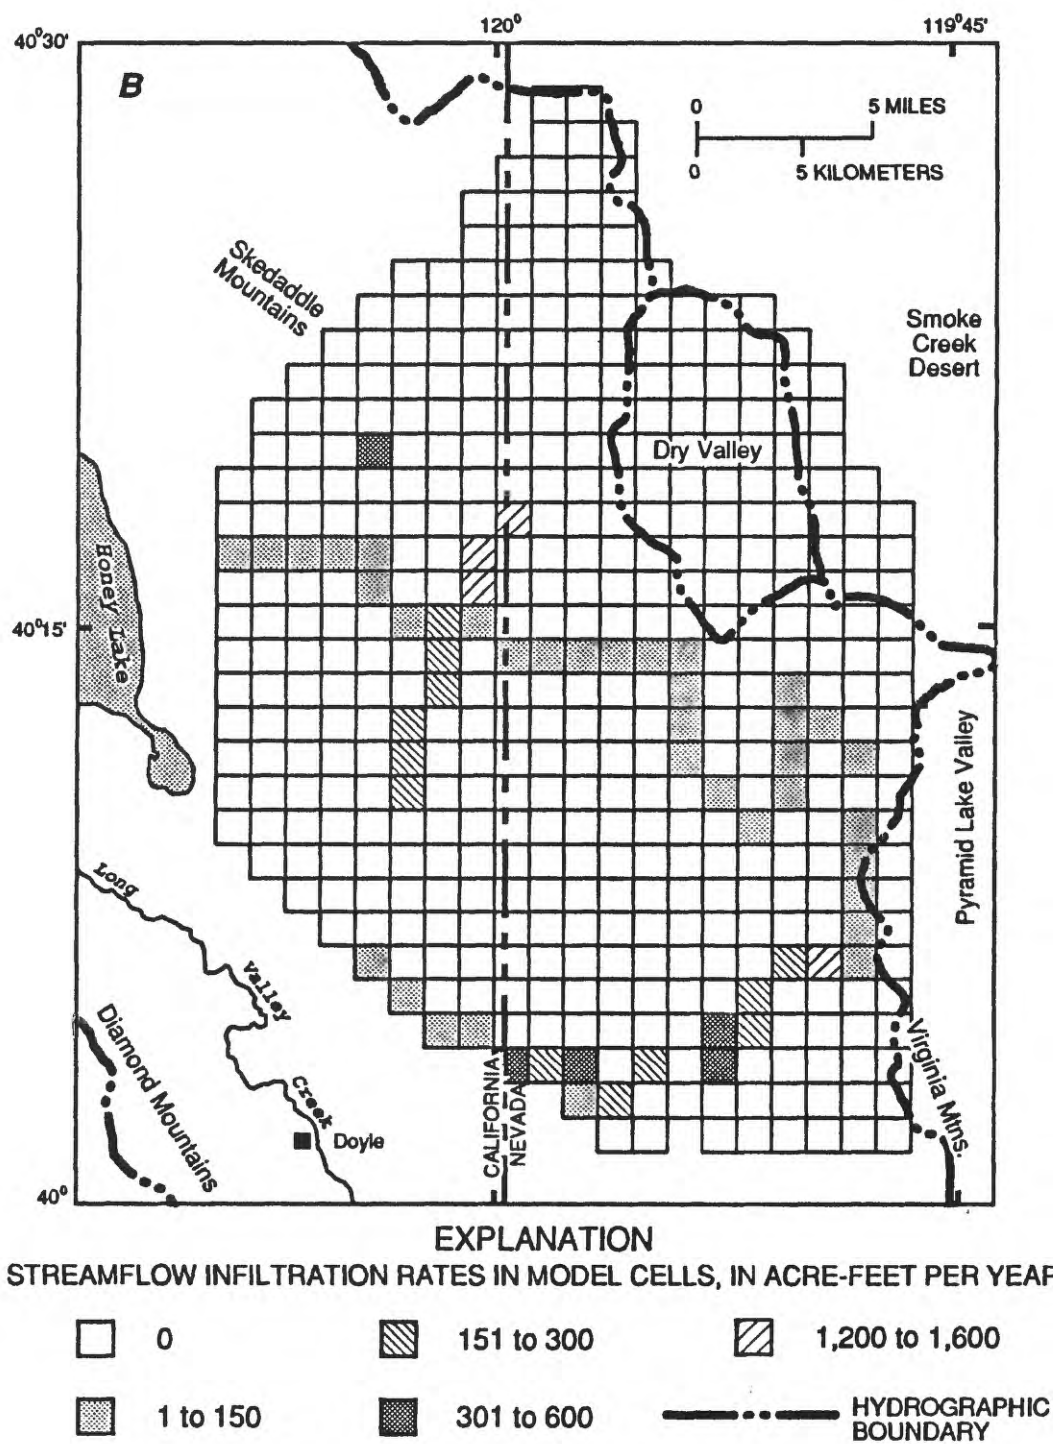 120°
119°45'
40°30'
B
0 5 MILES
0 5 KILOMETERS
Skedaddle
Mountains
Smoke
Creek
Desert
Dry Valley
Honey Lake
40°15'
Pyramid Lake Valley
Long
Valley
Creek
Diamond Mountains
Doyle
CALIFORNIA
NEVADA
Virginia Mtns.
40°
EXPLANATION
STREAMFLOW INFILTRATION RATES IN MODEL CELLS, IN ACRE-FEET PER YEAR
0
151 to 300
1,200 to 1,600
1 to 150
301 to 600
HYDROGRAPHIC
BOUNDARY